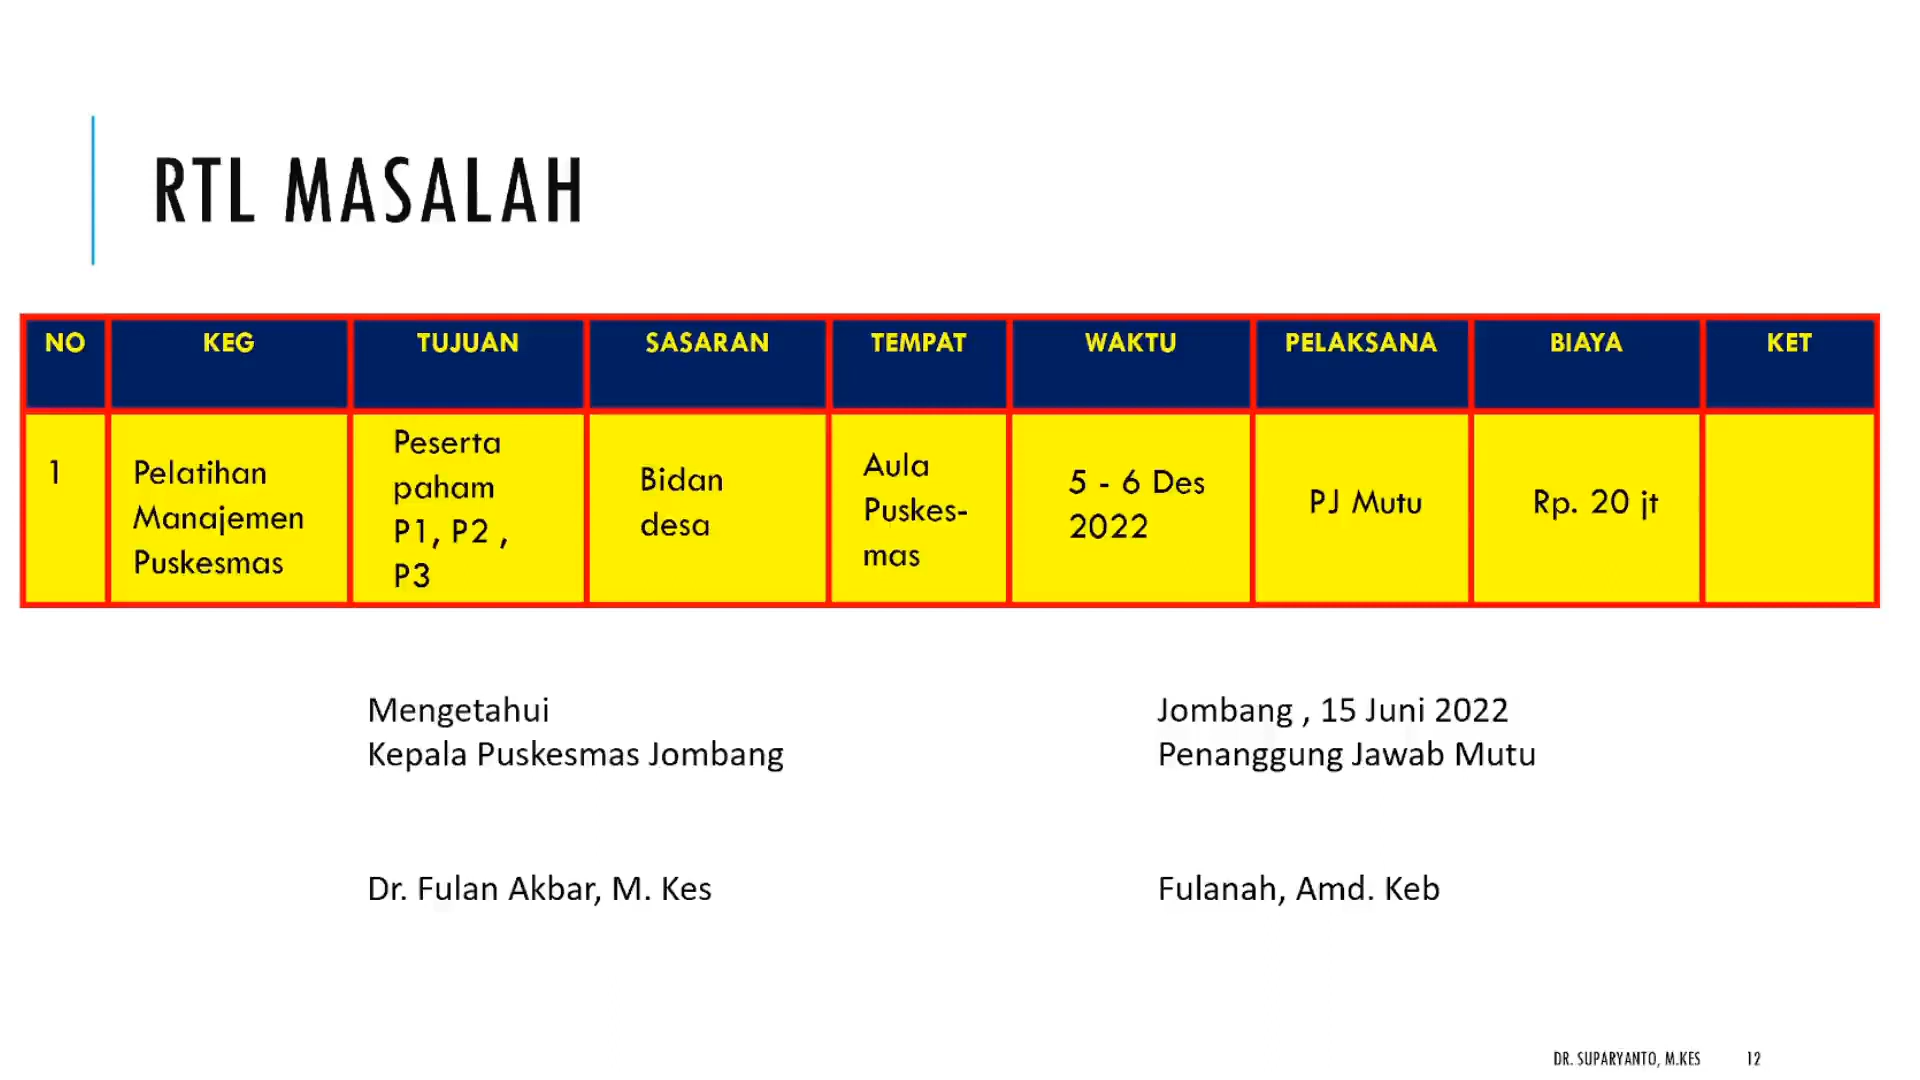 RTL MASALAH
NO KEG TUJUAN SASARAN TEMPAT WAKTU PELAKSANA BIAYA KET
1
Pelatihan
Manajemen
Puskesmas
Peserta
paham
P1, P2 ,
P3
Bidan
desa
Aula
Puskes-
mas
5 - 6 Des
2022
PJ Mutu
Rp. 20 jt
Mengetahui
Kepala Puskesmas Jombang
Dr. Fulan Akbar, M. Kes
Jombang , 15 Juni 2022
Penanggung Jawab Mutu
Fulanah, Amd. Keb
DR. SUPARYANTO, M.KES 12